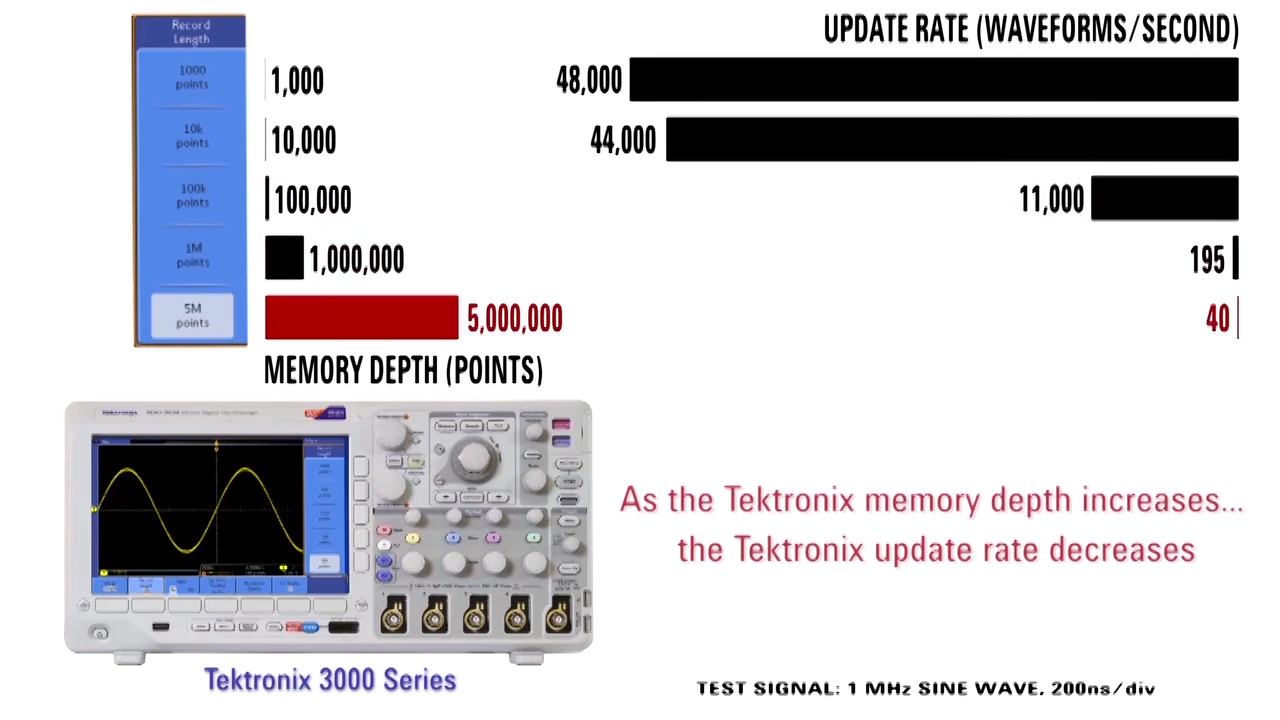 Record
Length
UPDATE RATE (WAVEFORMS/SECOND)
1000
points
1,000
48,000
10k
points
10,000
44,000
100k
points
100,000
11,000
1M
points
1,000,000
195
5M
points
5,000,000
40
MEMORY DEPTH (POINTS)
Tektronix
As the Tektronix memory depth increases...
the Tektronix update rate decreases
Tektronix 3000 Series
TEST SIGNAL: 1 MHz SINE WAVE, 200ns/div